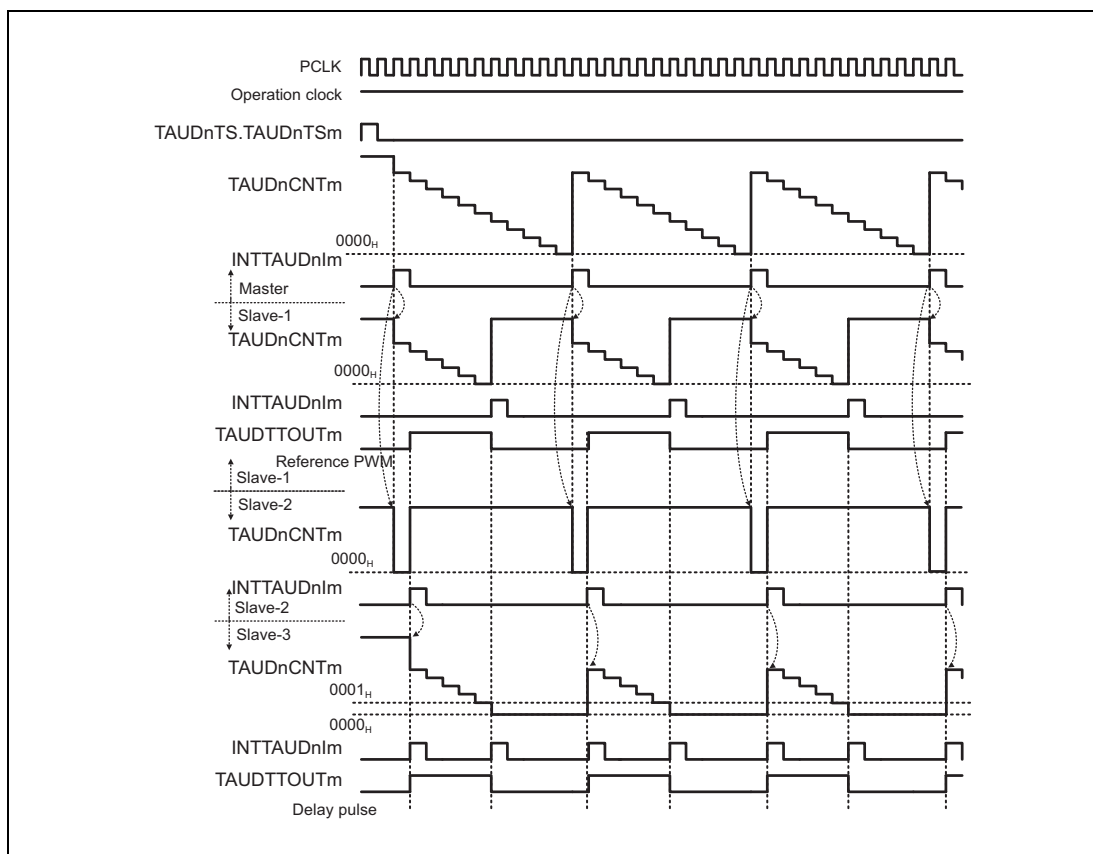 PCLK
Operation clock
TAUDnTS.TAUDnTSm
TAUDnCNTm
0000H
INTTAUDnIm
Master
Slave-1
TAUDnCNTm
0000H
INTTAUDnIm
TAUDTTOUTm
Reference PWM
Slave-1
Slave-2
TAUDnCNTm
0000H
INTTAUDnIm
Slave-2
Slave-3
TAUDnCNTm
0001H
0000H
INTTAUDnIm
TAUDTTOUTm
Delay pulse